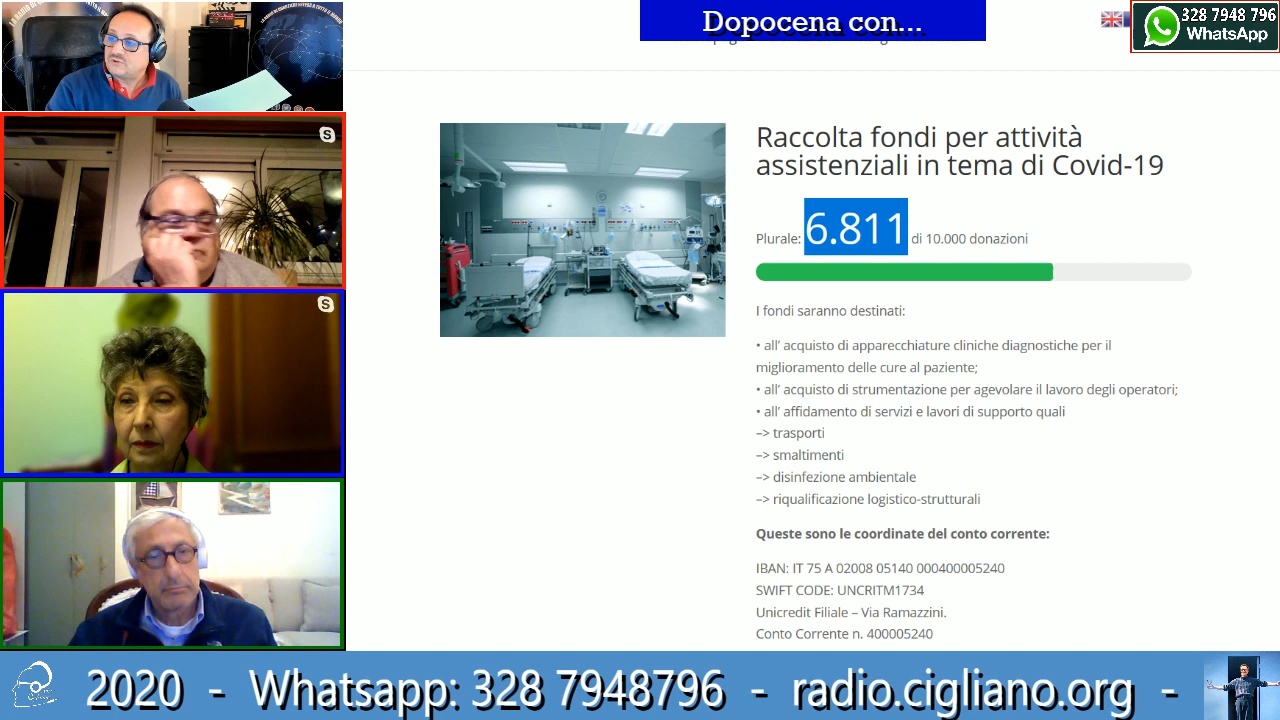 Dopocena con...
328 7948 796
WhatsApp
Raccolta fondi per attività
assistenziali in tema di Covid-19
Plurale: 6.811 di 10.000 donazioni
I fondi saranno destinati:
• all’ acquisto di apparecchiature cliniche diagnostiche per il
miglioramento delle cure al paziente;
• all’ acquisto di strumentazione per agevolare il lavoro degli operatori;
• all’ affidamento di servizi e lavori di supporto quali
–> trasporti
–> smaltimenti
–> disinfezione ambientale
–> riqualificazione logistico-strutturali
Queste sono le coordinate del conto corrente:
IBAN: IT 75 A 02008 05140 000400005240
SWIFT CODE: UNCRITM1734
Unicredit Filiale – Via Ramazzini.
Conto Corrente n. 400005240
2020 - Whatsapp: 328 7948796 - radio.cigliano.org -